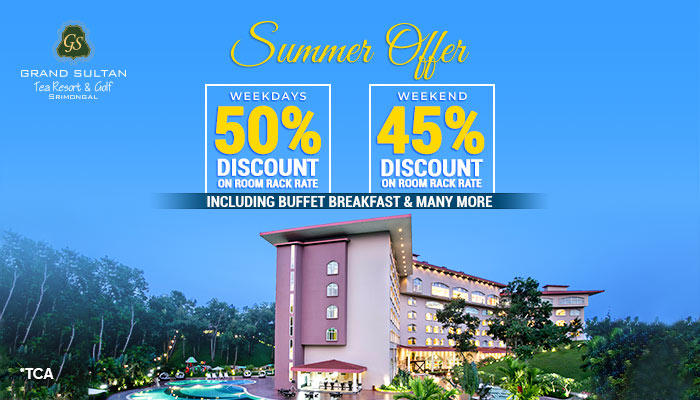 GS
GRAND SULTAN
Tea Resort & Golf
SRIMONGAL
Summer Offer
WEEKDAYS
50%
DISCOUNT
ON ROOM RACK RATE
WEEKEND
45%
DISCOUNT
ON ROOM RACK RATE
INCLUDING BUFFET BREAKFAST & MANY MORE
*TCA